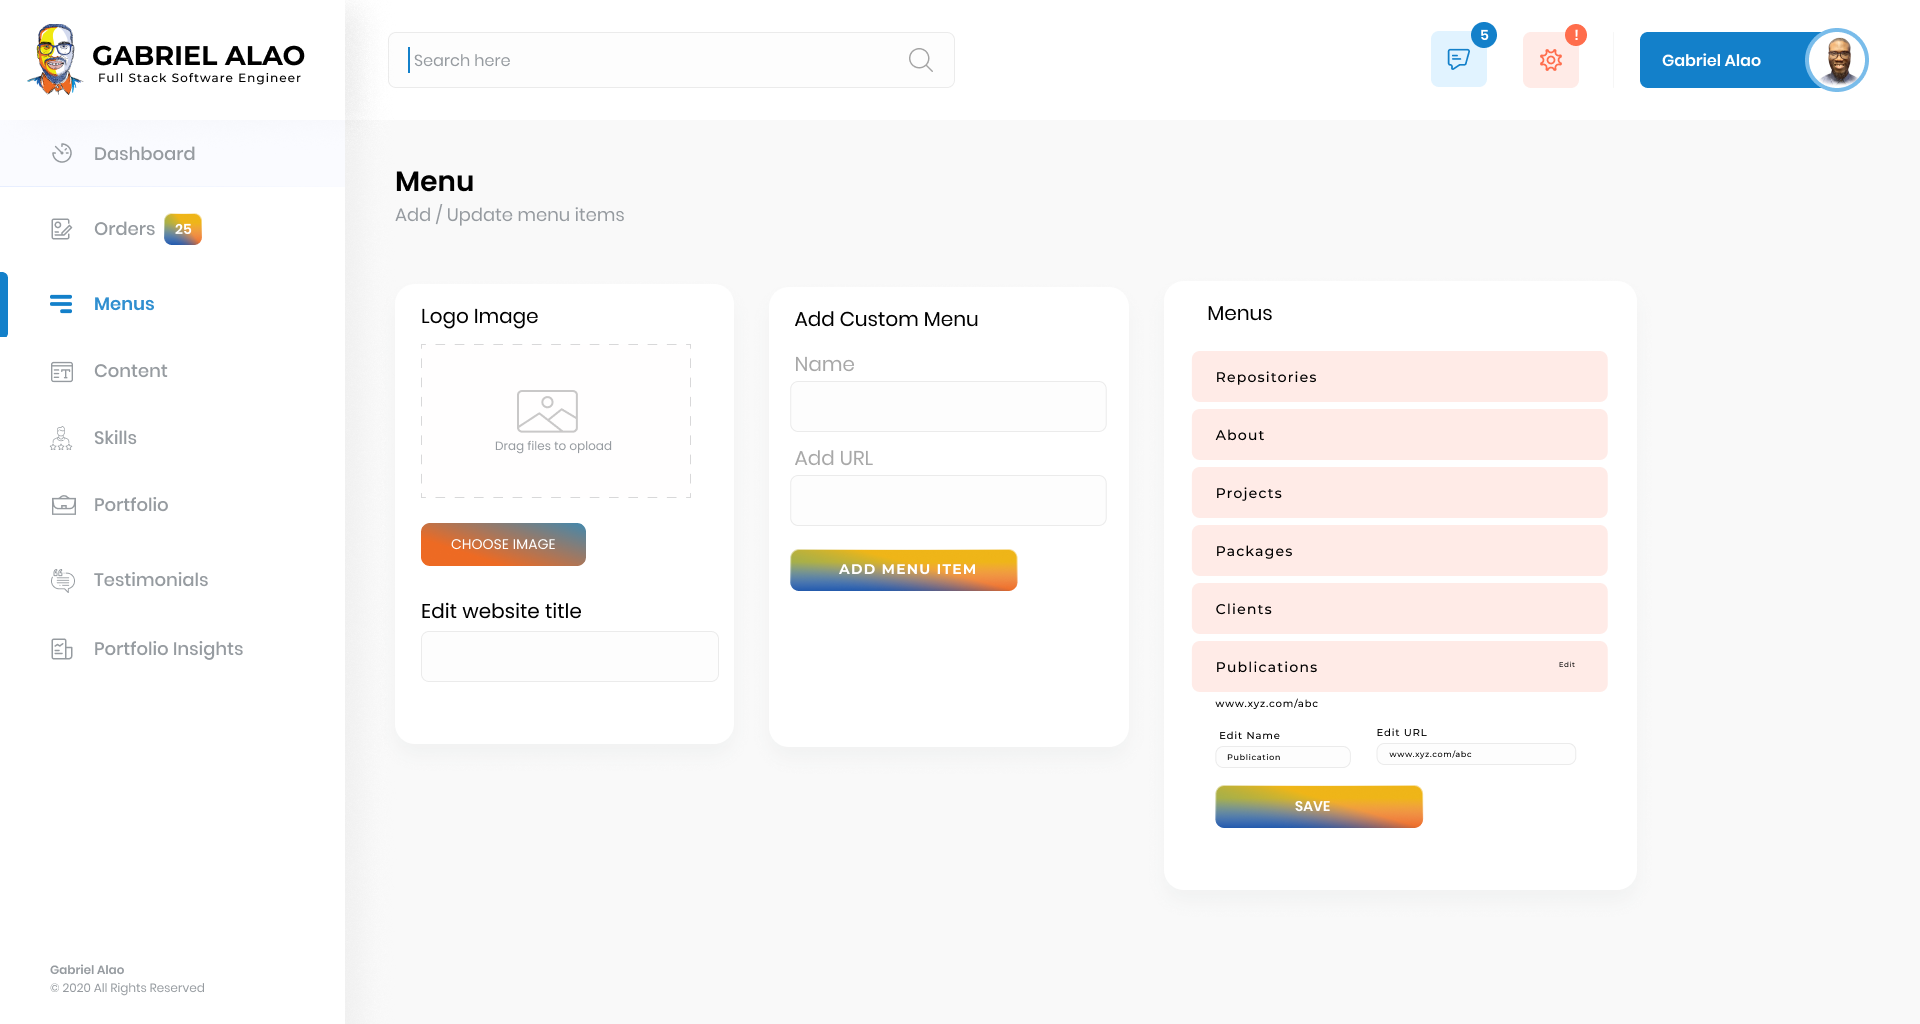 GABRIEL ALAO
Full Stack Software Engineer
Search here
5
!
Gabriel Alao
Dashboard
Orders 25
Menus
Content
Skills
Portfolio
Testimonials
Portfolio Insights
Gabriel Alao
© 2020 All Rights Reserved
Menu
Add / Update menu items
Logo Image
Drag files to opload
CHOOSE IMAGE
Edit website title
Add Custom Menu
Name
Add URL
ADD MENU ITEM
Menus
Repositories
About
Projects
Packages
Clients
Publications Edit
www.xyz.com/abc
Edit Name Edit URL
Publication www.xyz.com/abc
SAVE